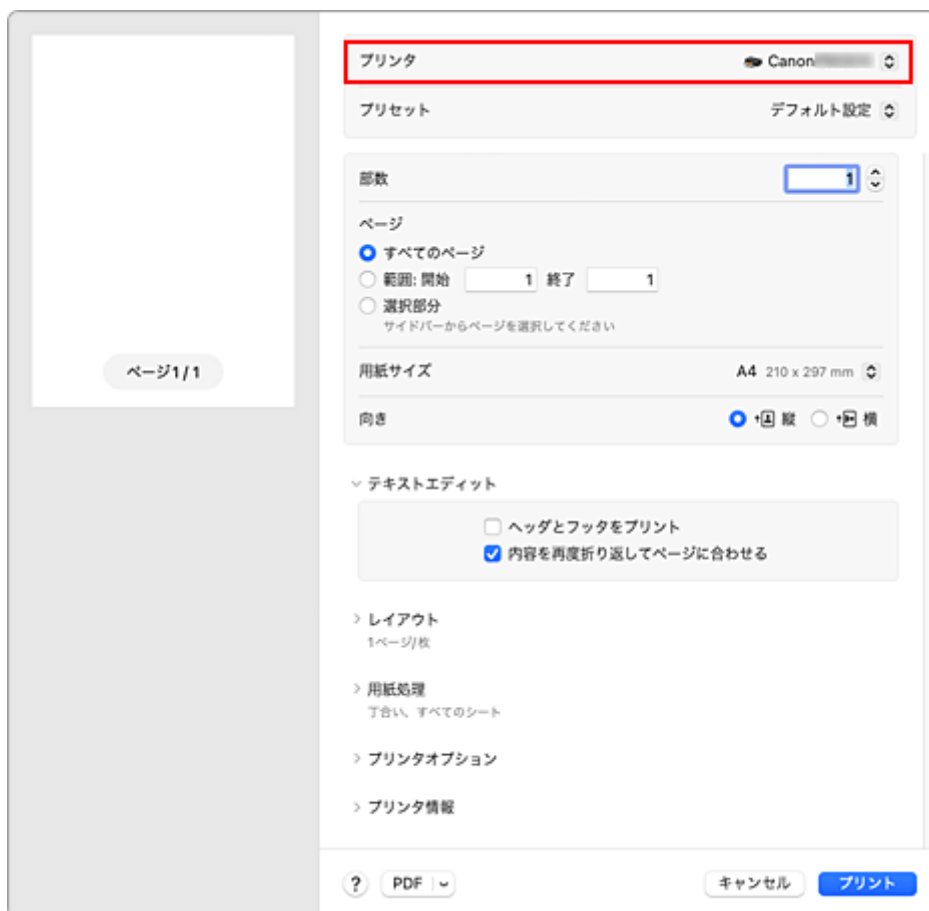 プリンタ Canon
プリセット デフォルト設定
部数 1
ページ
すべてのページ
範囲: 開始 1 終了 1
選択部分
サイドバーからページを選択してください
ページ1/1
用紙サイズ A4 210 x 297 mm
向き 縦 横
テキストエディット
ヘッダとフッタをプリント
内容を再度折り返してページに合わせる
レイアウト
1ページ/枚
用紙処理
丁合い、すべてのシート
プリンタオプション
プリンタ情報
? PDF キャンセル プリント